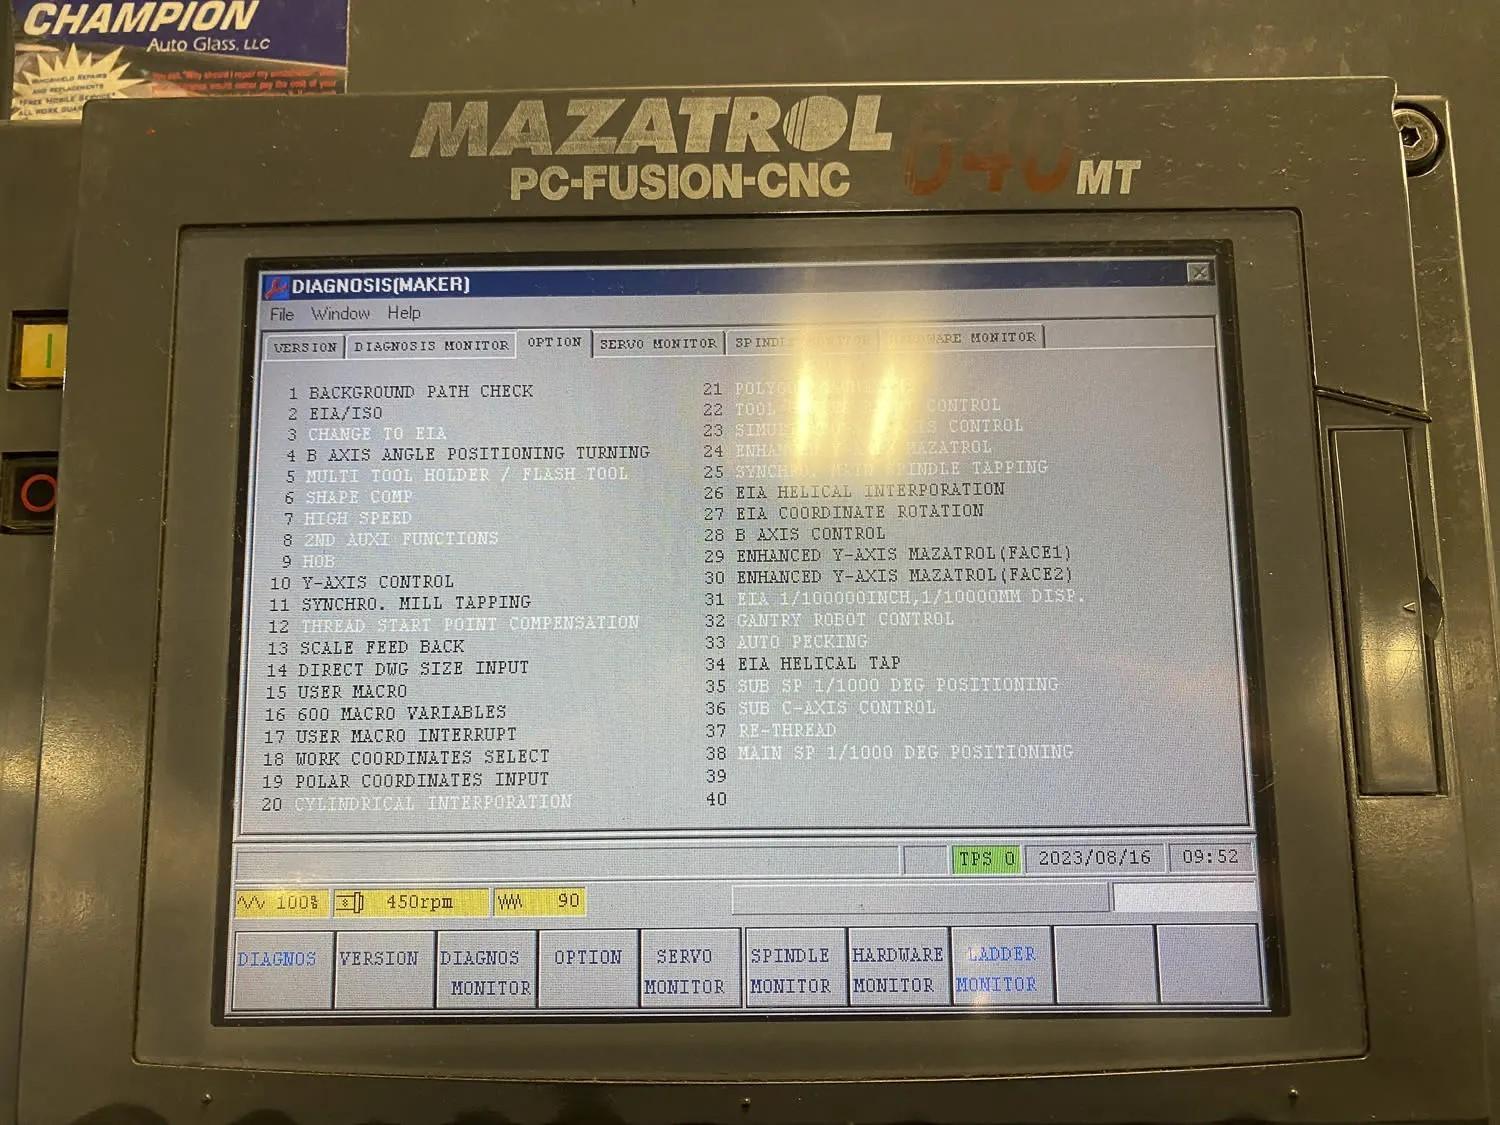 CHAMPION
Auto Glass, LLC
WINDSHIELD REPAIRS
AND REPLACEMENTS
MAZATROL 640
PC-FUSION-CNC MT
DIAGNOSIS(MAKER)
File Window Help
VERSION DIAGNOSIS MONITOR OPTION SERVO MONITOR MONITOR
1 BACKGROUND PATH CHECK
2 EIA/ISO
3 CHANGE TO EIA
4 B AXIS ANGLE POSITIONING TURNING
5 MULTI TOOL HOLDER / FLASH TOOL
6 SHAPE COMP
7 HIGH SPEED
8 2ND AUXI FUNCTIONS
9 HOB
10 Y-AXIS CONTROL
11 SYNCHRO. MILL TAPPING
12 THREAD START POINT COMPENSATION
13 SCALE FEED BACK
14 DIRECT DWG SIZE INPUT
15 USER MACRO
16 600 MACRO VARIABLES
17 USER MACRO INTERRUPT
18 WORK COORDINATES SELECT
19 POLAR COORDINATES INPUT
20 CYLINDRICAL INTERPORATION
21
22 TOOL CONTROL
23 CONTROL
24 MAZATROL
25 SYNCHRO. MAIN SPINDLE TAPPING
26 EIA HELICAL INTERPORATION
27 EIA COORDINATE ROTATION
28 B AXIS CONTROL
29 ENHANCED Y-AXIS MAZATROL(FACE1)
30 ENHANCED Y-AXIS MAZATROL(FACE2)
31 EIA 1/100000INCH,1/10000MM DISP.
32 GANTRY ROBOT CONTROL
33 AUTO PECKING
34 EIA HELICAL TAP
35 SUB SP 1/1000 DEG POSITIONING
36 SUB C-AXIS CONTROL
37 RE-THREAD
38 MAIN SP 1/1000 DEG POSITIONING
39
40
TPS 0 2023/08/16 09:52
100% 450rpm 90
DIAGNOS VERSION DIAGNOS MONITOR OPTION SERVO MONITOR SPINDLE MONITOR HARDWARE MONITOR LADDER MONITOR